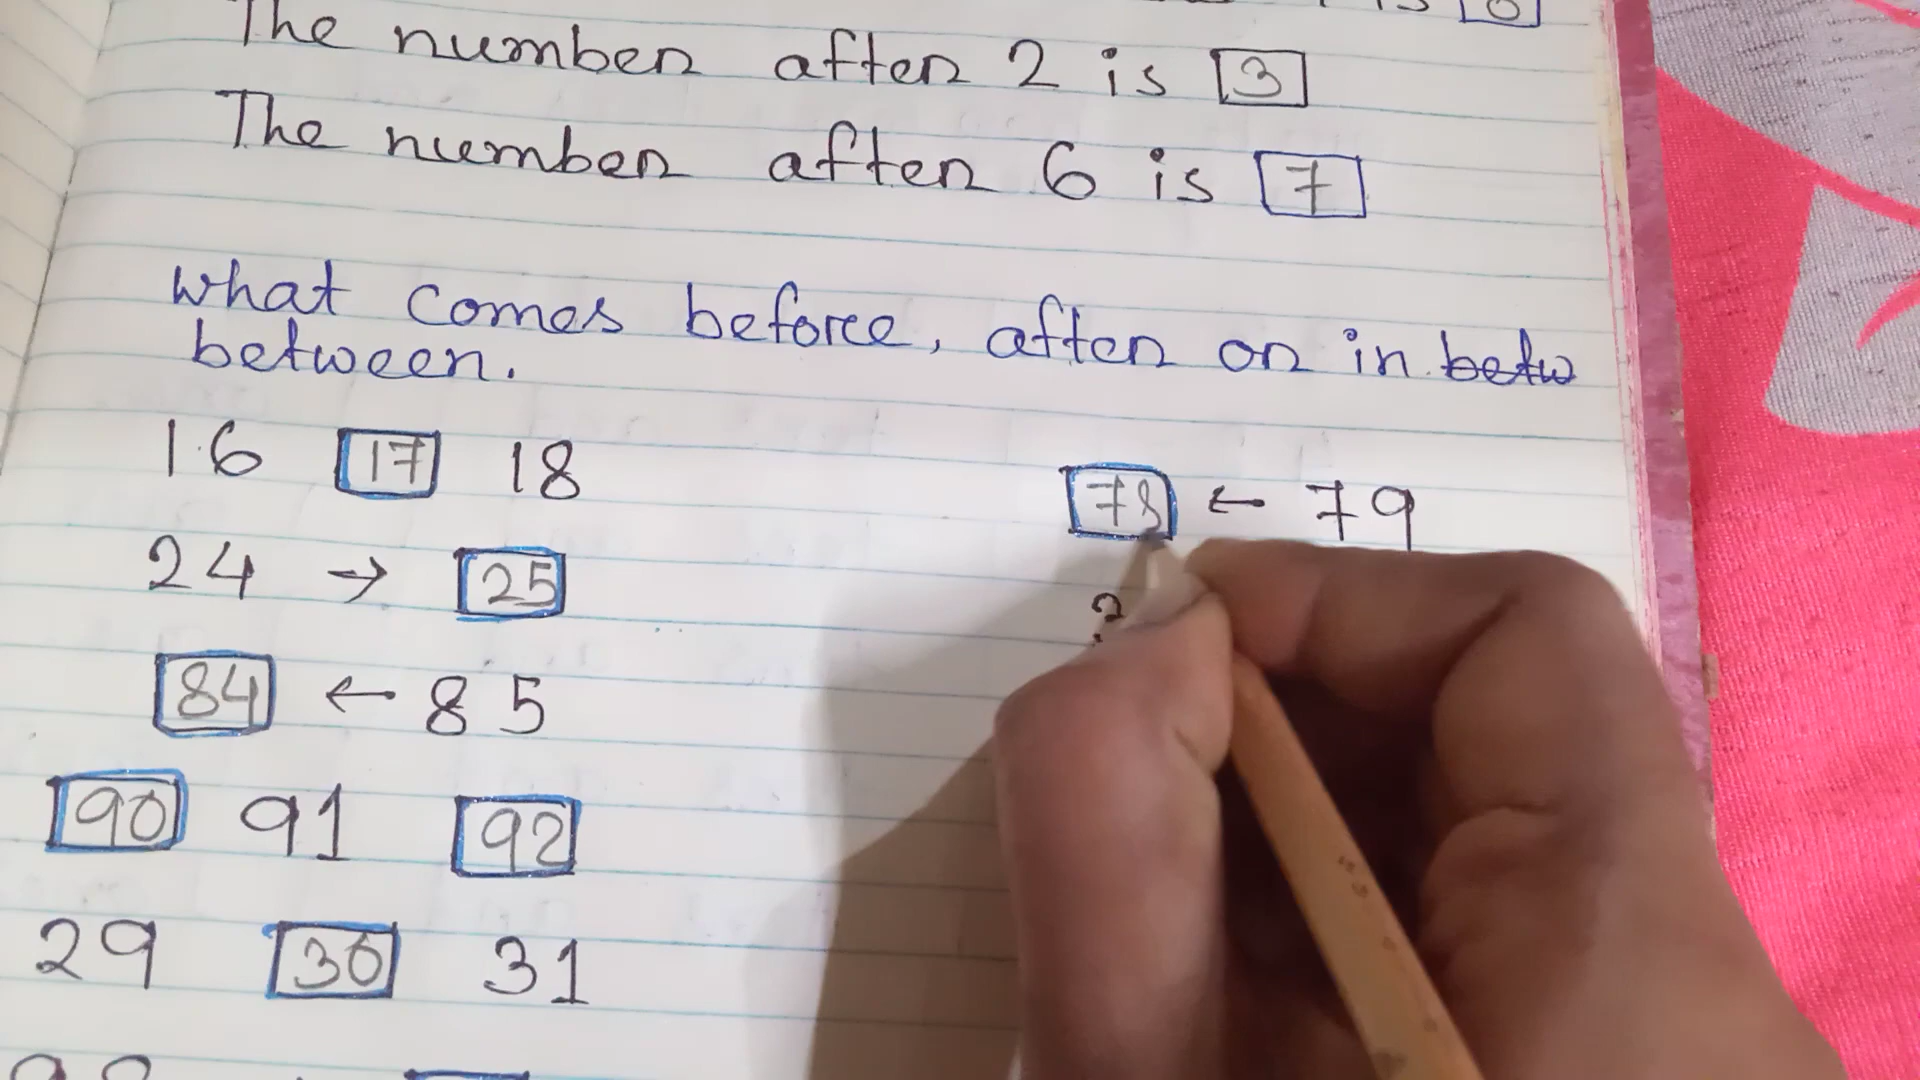 The number after 2 is 3
The number after 6 is 7
What comes before, after or in betw
between.
16 17 18
78 ← 79
24 → 25
84 ← 85
90 91 92
29 30 31